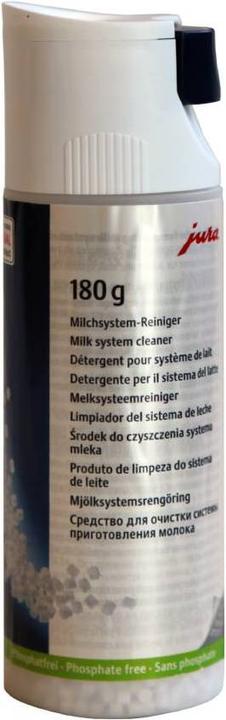 jura
180 g
Milchsystem-Reiniger
Milk system cleaner
Détergent pour système de lait
Detergente per il sistema del latte
Melksysteemreiniger
Limpiador del sistema de leche
Środek do czyszczenia systemu
mleka
Produto de limpeza do sistema
de leite
Mjölksystemsrengöring
Средство для очистки системы
приготовления молока
Phosphatfrei - Phosphate free - Sans phosphate